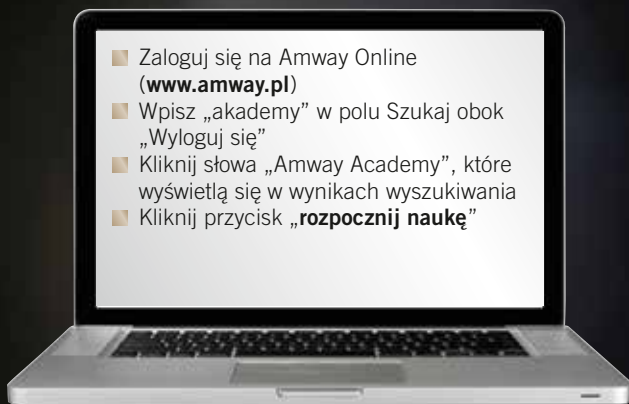 Zaloguj się na Amway Online
(www.amway.pl)
Wpisz „akademy” w polu Szukaj obok
„Wyloguj się”
Kliknij słowa „Amway Academy”, które
wyświetlą się w wynikach wyszukiwania
Kliknij przycisk „rozpocznij naukę”